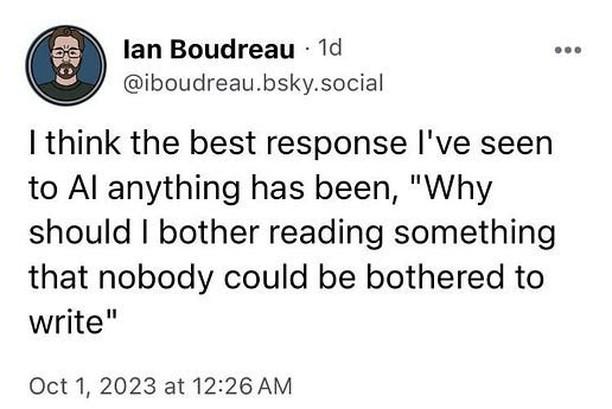 Ian Boudreau · 1d
@iboudreau.bsky.social
I think the best response I've seen
to AI anything has been, "Why
should I bother reading something
that nobody could be bothered to
write"
Oct 1, 2023 at 12:26 AM